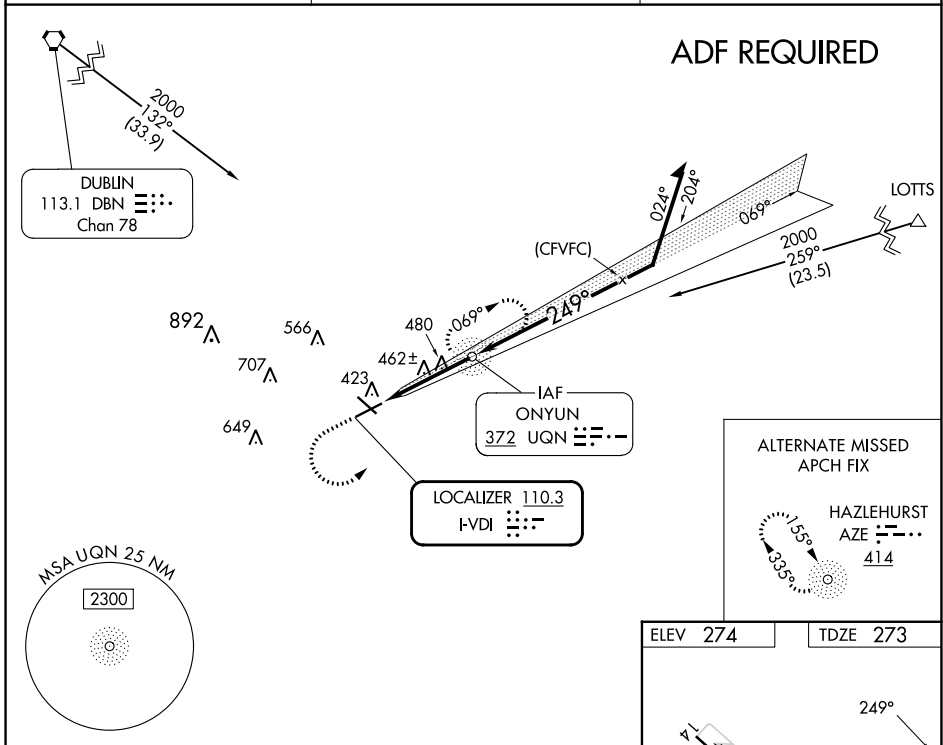 ADF REQUIRED
2000
132°
(33.9)
DUBLIN
113.1 DBN
Chan 78
024°
204°
069°
LOTTS
(CFVFC)
2000
259°
(23.5)
249°
069°
892
566
480
707
462±
423
649
IAF
ONYUN
372 UQN
LOCALIZER 110.3
I-VDI
ALTERNATE MISSED
APCH FIX
HAZLEHURST
AZE
414
155°
335°
MSA UQN 25 NM
2300
ELEV 274
TDZE 273
249°
14